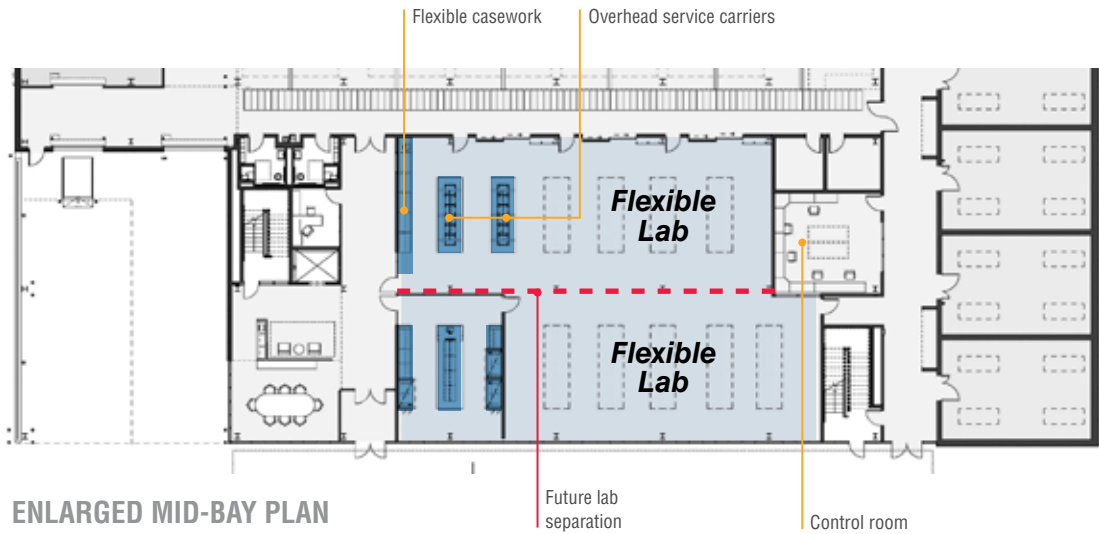 Flexible casework
Overhead service carriers
Flexible
Lab
Flexible
Lab
Future lab
separation
Control room
ENLARGED MID-BAY PLAN